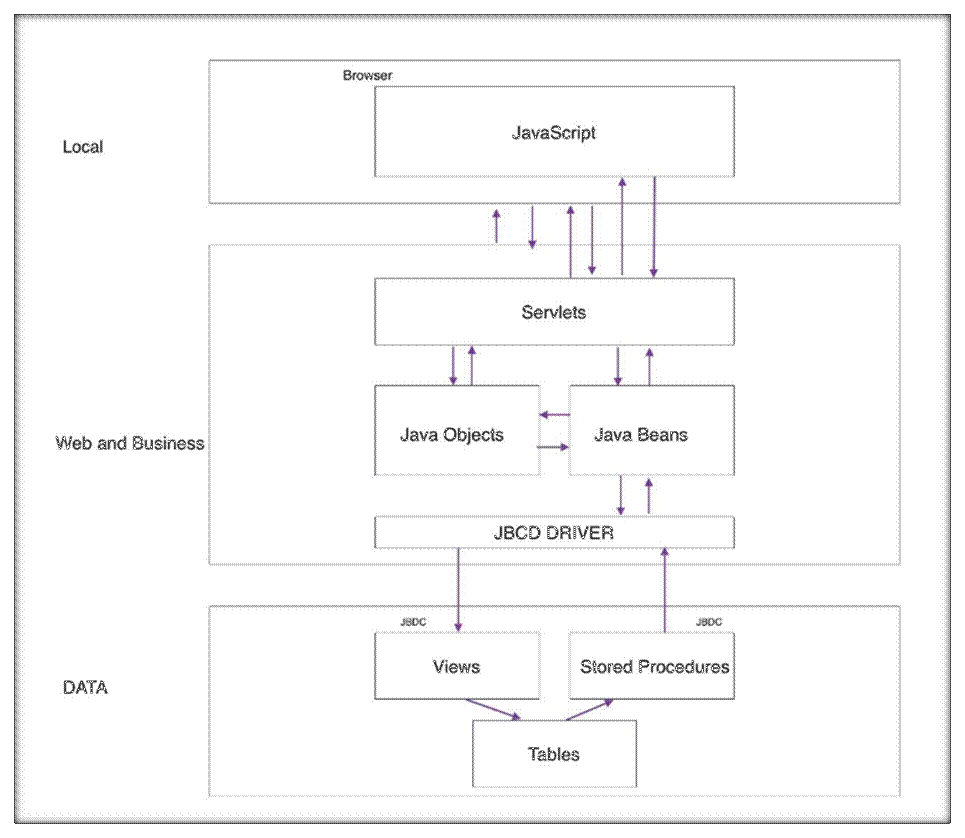 Browser
JavaScript
Local
Servlets
Java Objects
Java Beans
Web and Business
JBCD DRIVER
JBDC
JBDC
Views
Stored Procedures
DATA
Tables